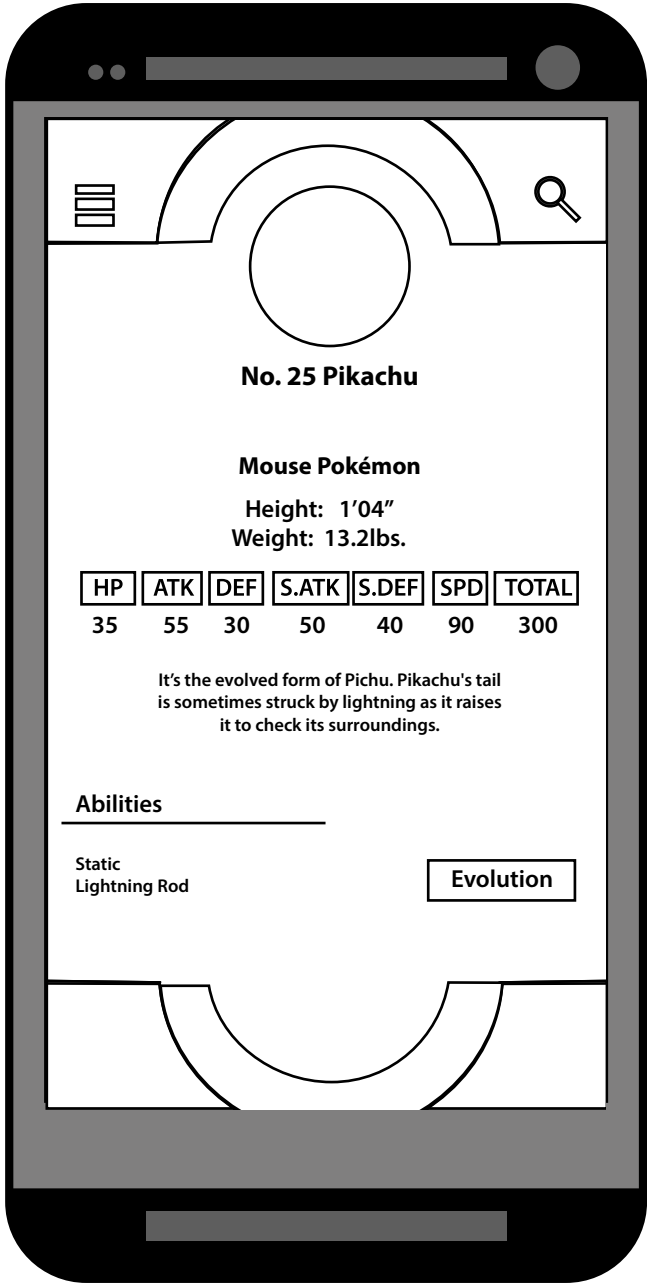 No. 25 Pikachu
Mouse Pokémon
Height: 1’04”
Weight: 13.2lbs.
HP ATK DEF S.ATK S.DEF SPD TOTAL
35 55 30 50 40 90 300
It’s the evolved form of Pichu. Pikachu's tail
is sometimes struck by lightning as it raises
it to check its surroundings.
Abilities
Static
Lightning Rod
Evolution